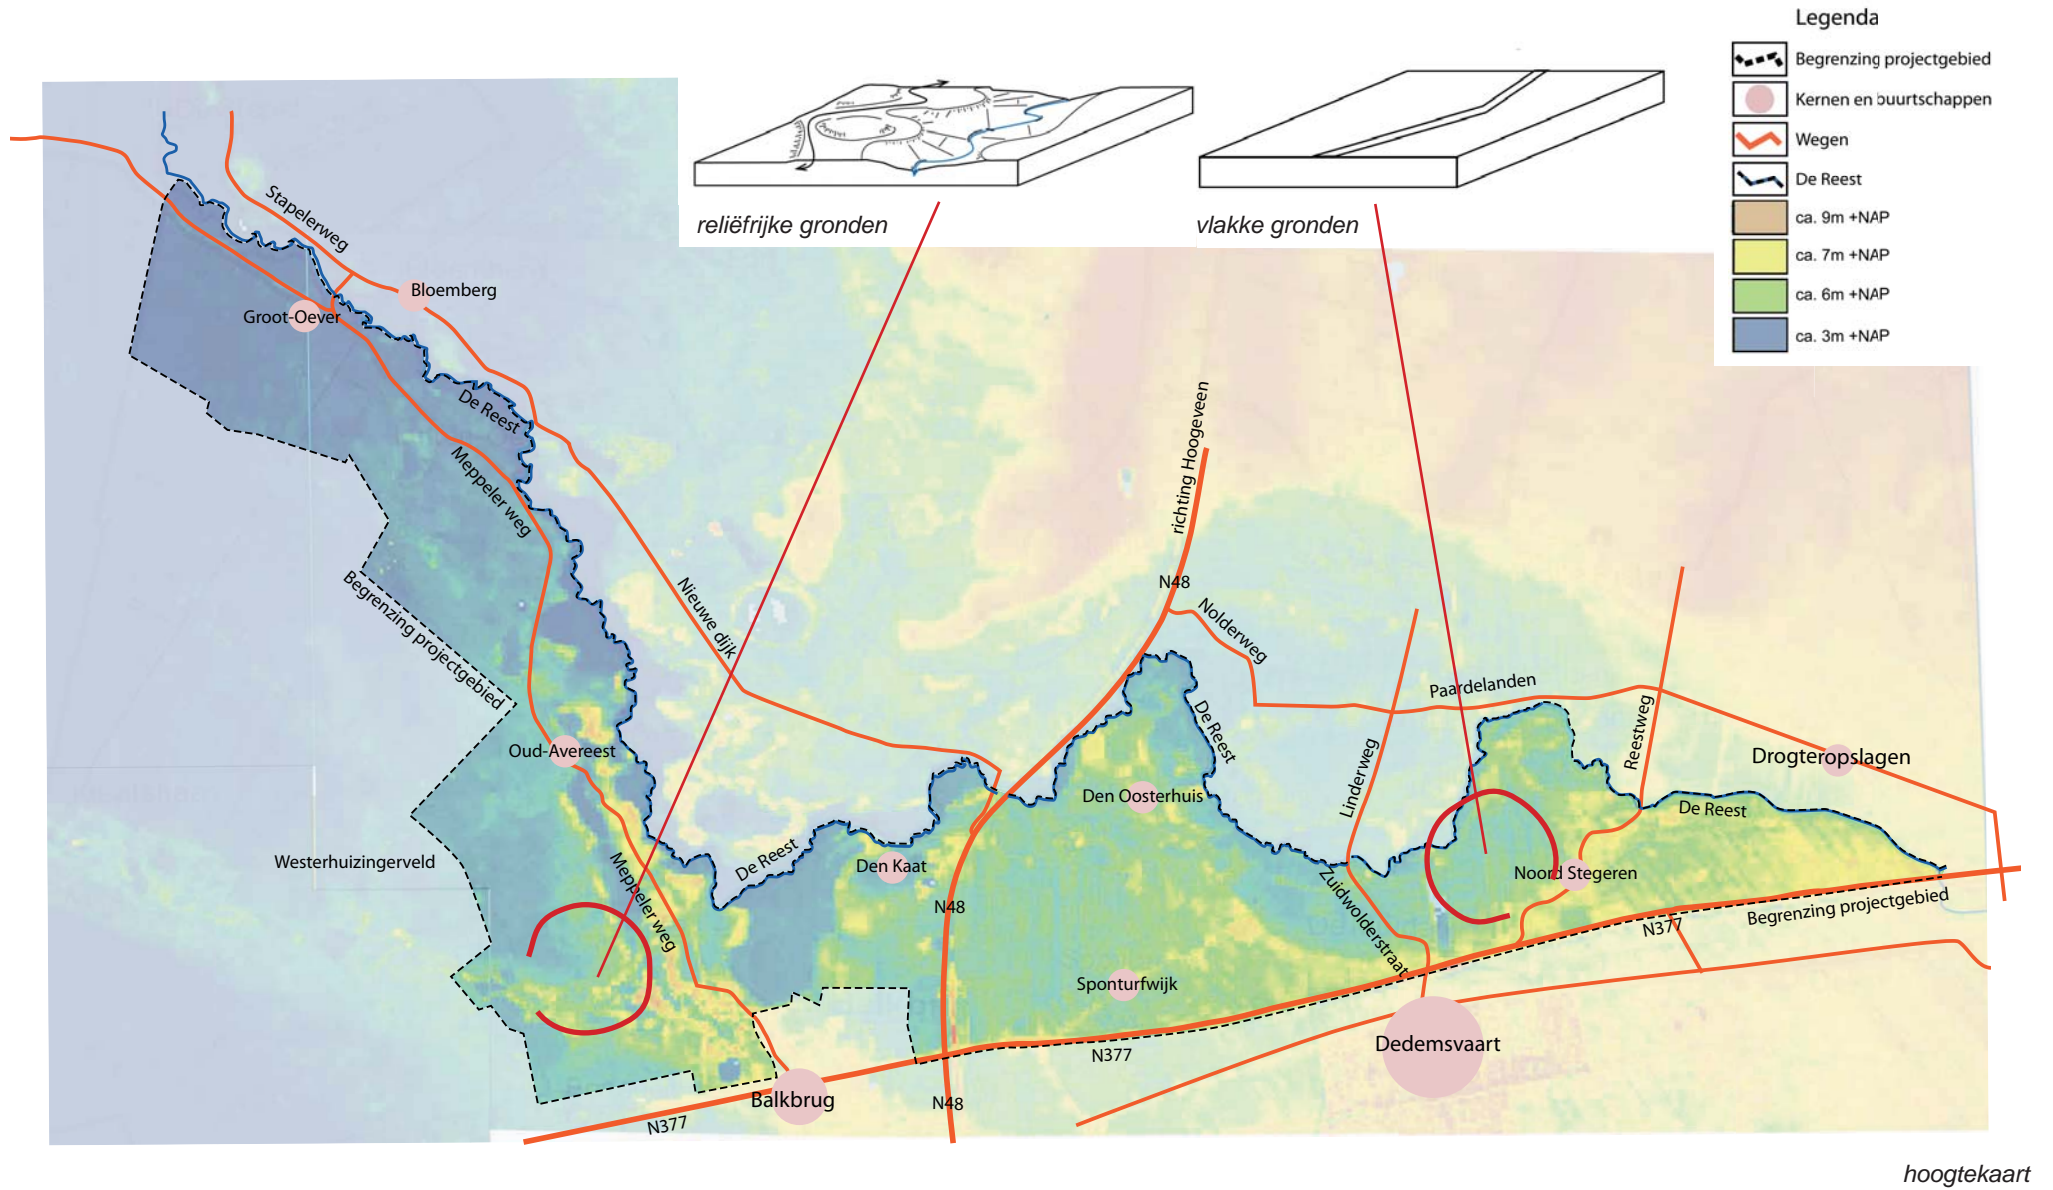 Legenda
Begrenzing projectgebied
Kernen en buurtschappen
Wegen
De Reest
ca. 9m +NAP
ca. 7m +NAP
ca. 6m +NAP
ca. 3m +NAP
reliëfrijke gronden
vlakke gronden
Stapelerweg
Bloemberg
Groot-Oever
De Reest
Meppeler weg
richting Hoogeveen
Begrenzing projectgebied
Nieuwe dijk
N48
Nolderweg
Paardelanden
De Reest
Linderweg
Reestweg
Oud-Avereest
Drogteropslagen
Den Oosterhuis
De Reest
Westerhuizingerveld
De Reest
Den Kaat
Meppeler weg
Noord Stegeren
Zuidwolderstraat
N48
Begrenzing projectgebied
N377
Sponturfwijk
Dedemsvaart
N377
Balkbrug
N48
N377
hoogtekaart